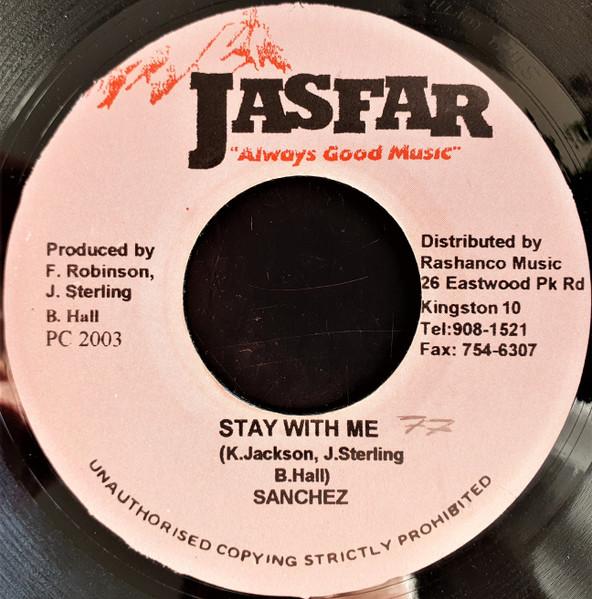 JASFAR
"Always Good Music"
Produced by
F. Robinson,
J. Sterling
B. Hall
PC 2003
Distributed by
Rashanco Music
26 Eastwood Pk Rd
Kingston 10
Tel:908-1521
Fax: 754-6307
STAY WITH ME 77
(K.Jackson, J.Sterling
B.Hall)
SANCHEZ
UNAUTHORISED COPYING STRICTLY PROHIBITED